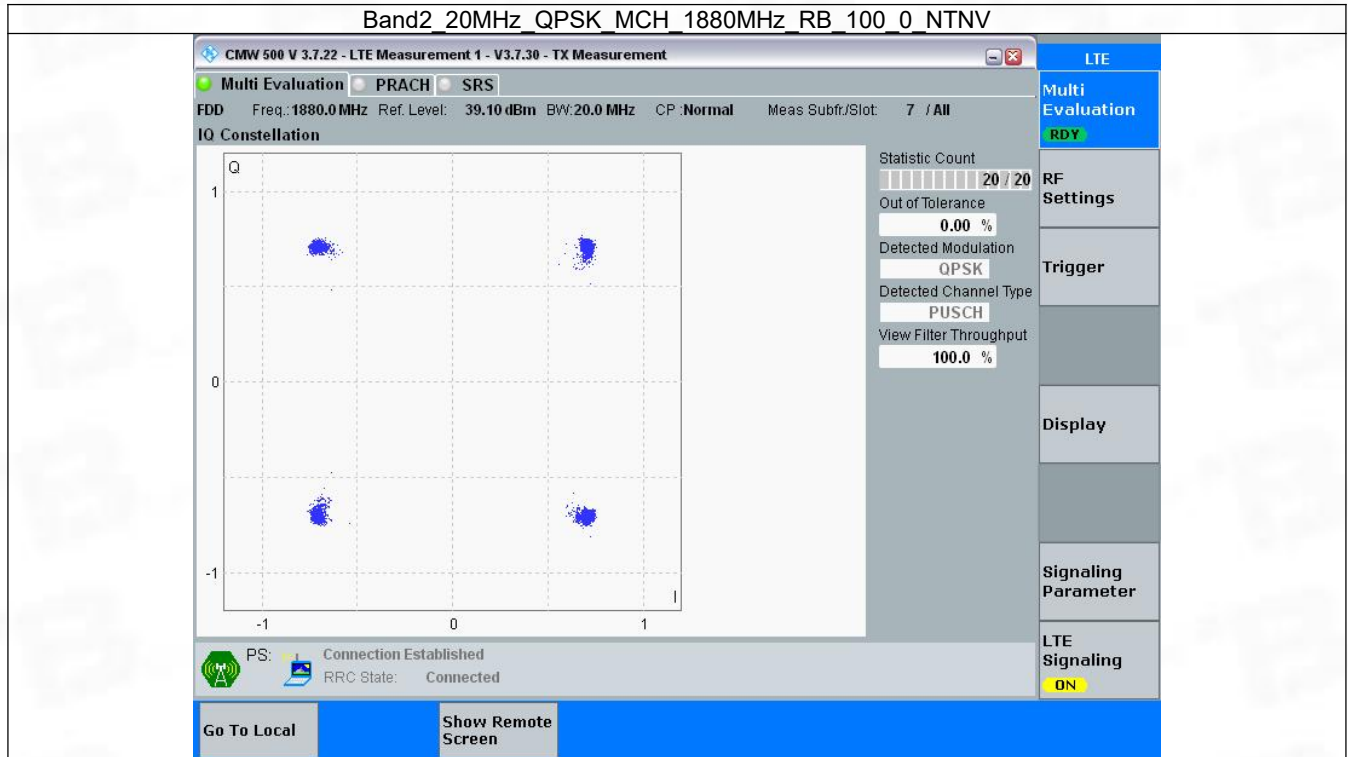 Band2_20MHz_QPSK_MCH_1880MHz_RB_100_0_NTNV
CMW 500 V 3.7.22 - LTE Measurement 1 - V3.7.30 - TX Measurement
LTE
Multi Evaluation PRACH SRS
FDD Freq.:1880.0 MHz Ref. Level: 39.10 dBm BW:20.0 MHz CP :Normal Meas Subfr./Slot: 7 / All
IQ Constellation
Q
1
0
-1
I
-1 0 1
Statistic Count
20 / 20
Out of Tolerance
0.00 %
Detected Modulation
QPSK
Detected Channel Type
PUSCH
View Filter Throughput
100.0 %
Multi
Evaluation
RDY
RF
Settings
Trigger
Display
Signaling
Parameter
LTE
Signaling
ON
PS: Connection Established
RRC State: Connected
Go To Local
Show Remote
Screen